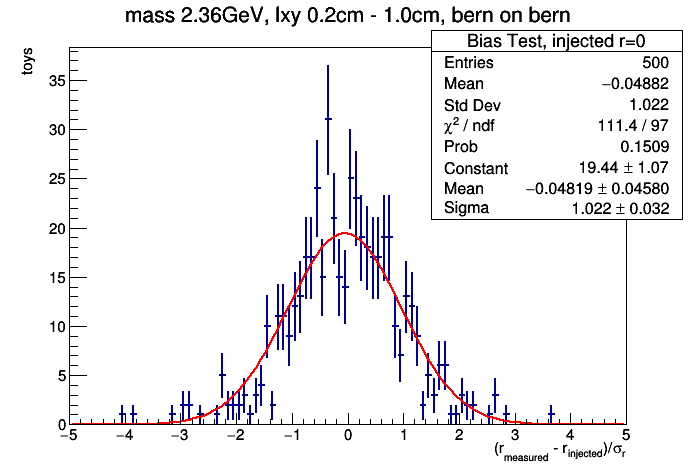 mass 2.36GeV, lxy 0.2cm - 1.0cm, bern on bern
Bias Test, injected r=0
Entries 500
Mean −0.04882
Std Dev 1.022
χ² / ndf 111.4 / 97
Prob 0.1509
Constant 19.44 ± 1.07
Mean −0.04819 ± 0.04580
Sigma 1.022 ± 0.032
toys
35
30
25
20
15
10
5
0
−5 −4 −3 −2 −1 0 1 2 3 4 5
(r_measured - r_injected)/σ_r